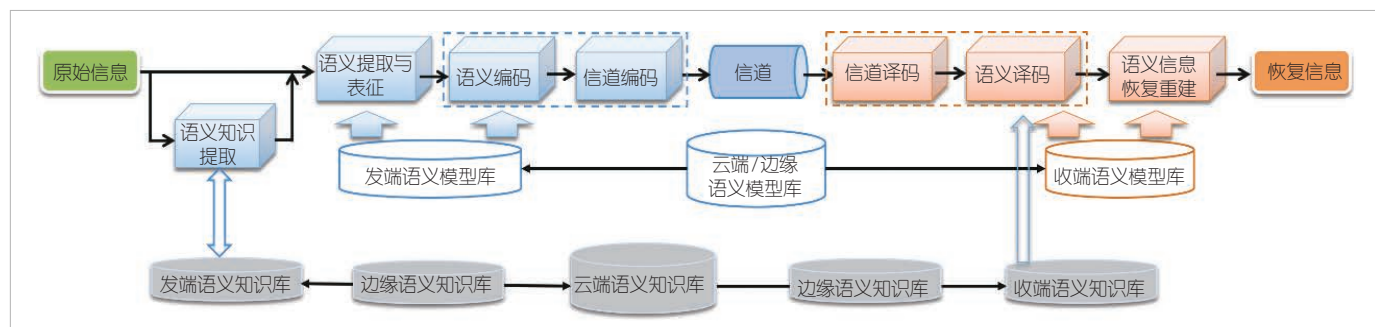 原始信息
语义提取与
表征
语义编码
信道编码
信道
信道译码
语义译码
语义信息
恢复重建
恢复信息
语义知识
提取
发端语义模型库
云端/边缘
语义模型库
收端语义模型库
发端语义知识库
边缘语义知识库
云端语义知识库
边缘语义知识库
收端语义知识库